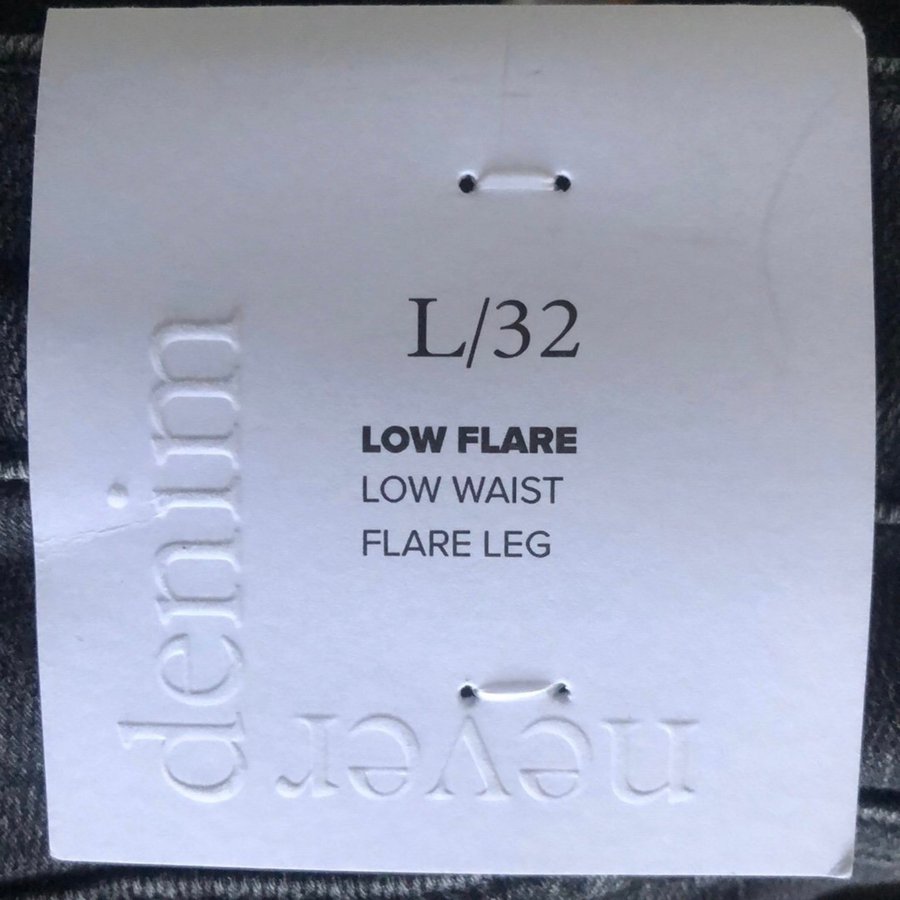 L/32
LOW FLARE
LOW WAIST
FLARE LEG
denim
never